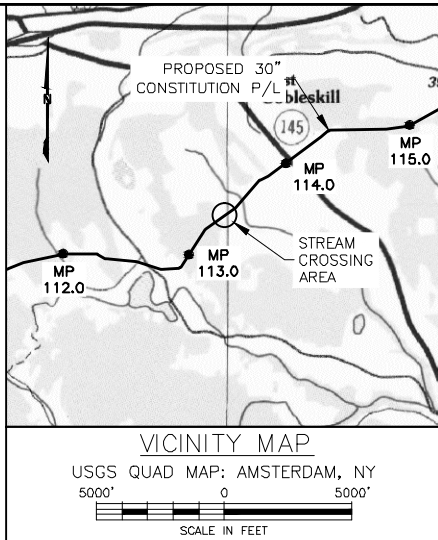 PROPOSED 30"
CONSTITUTION P/L
bleskill
145
N
MP
115.0
MP
114.0
STREAM
CROSSING
AREA
MP
113.0
MP
112.0
VICINITY MAP
USGS QUAD MAP: AMSTERDAM, NY
5000' 0 5000'
SCALE IN FEET